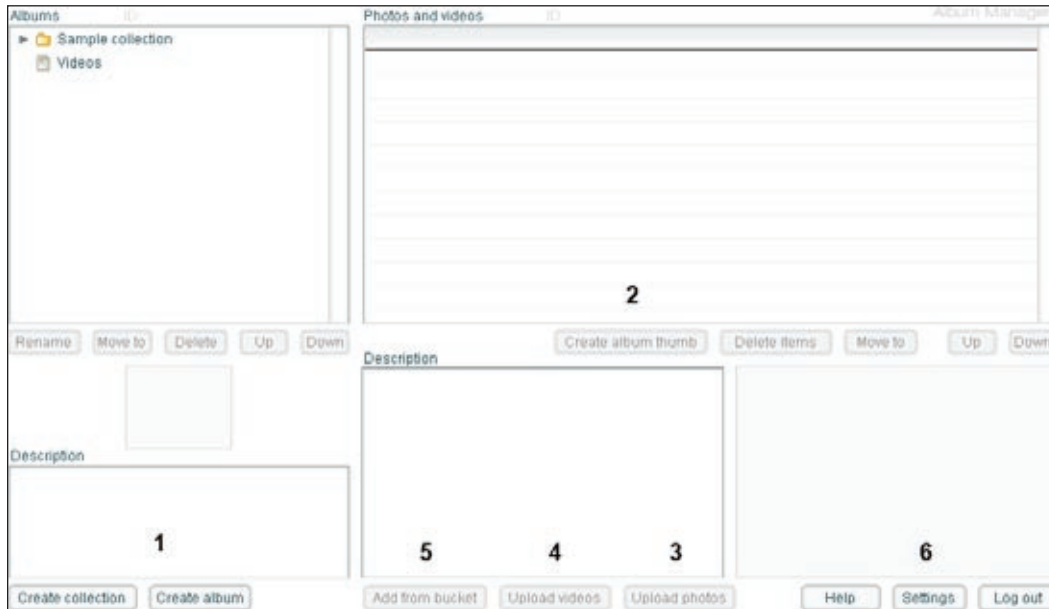 Albums ID: Photos and videos ID: Album Manager
Sample collection
Videos
2
Rename Move to Delete Up Down Create album thumb Delete items Move to Up Down
Description
Description
1 5 4 3 6
Create collection Create album Add from bucket Upload videos Upload photos Help Settings Log out